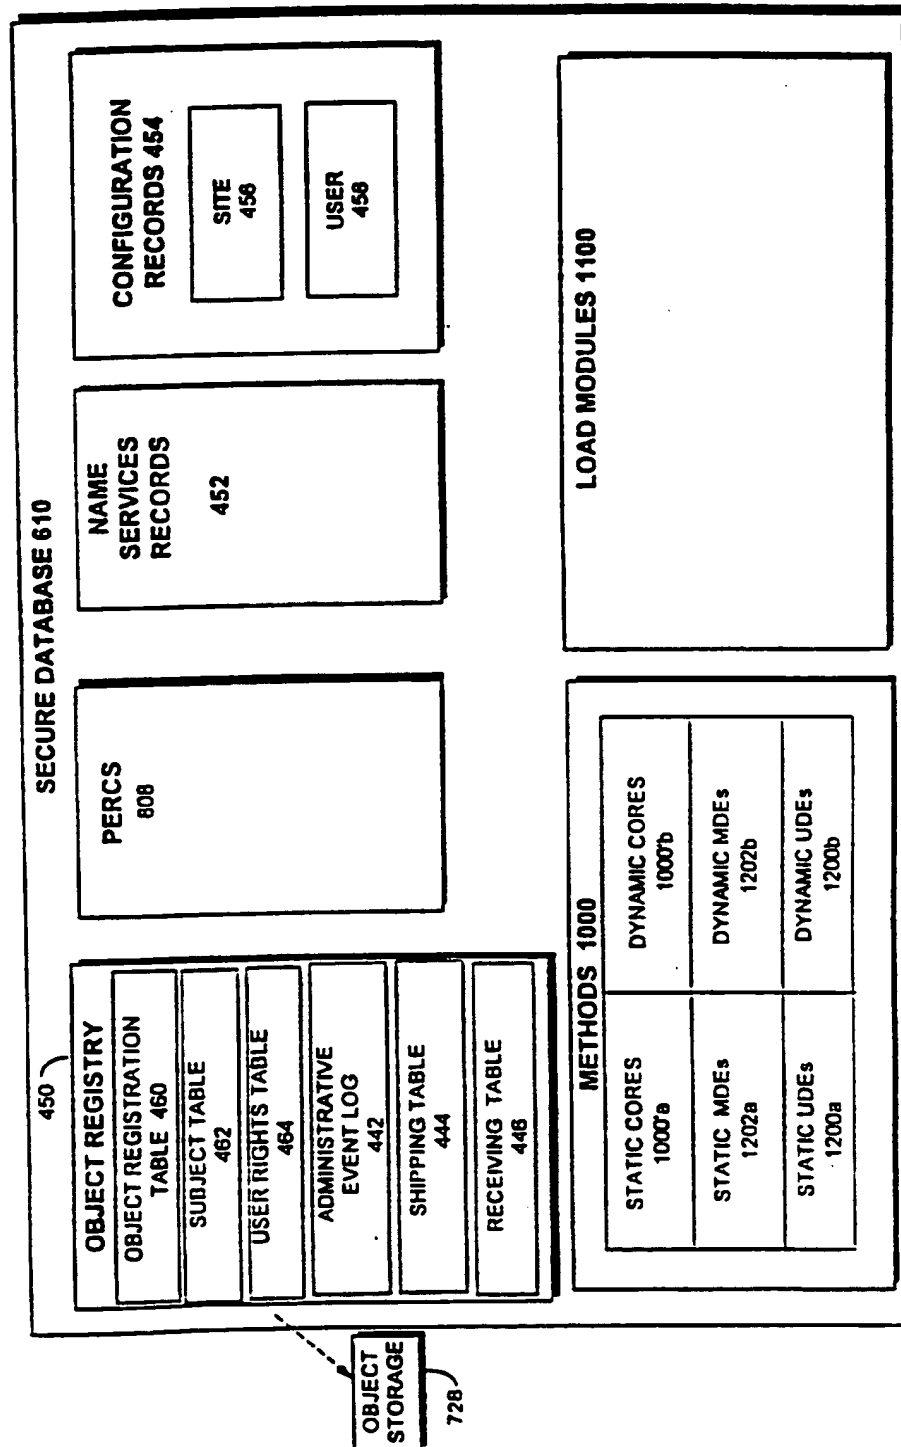 SECURE DATABASE 610
450
OBJECT REGISTRY
OBJECT REGISTRATION
TABLE 460
SUBJECT TABLE
462
USER RIGHTS TABLE
464
ADMINISTRATIVE
EVENT LOG
442
SHIPPING TABLE
444
RECEIVING TABLE
446
OBJECT
STORAGE
728
PERCS
808
NAME
SERVICES
RECORDS
452
CONFIGURATION
RECORDS 454
SITE
456
USER
458
METHODS 1000
STATIC CORES
1000'a
DYNAMIC CORES
1000'b
STATIC MDEs
1202a
DYNAMIC MDEs
1202b
STATIC UDEs
1200a
DYNAMIC UDEs
1200b
LOAD MODULES 1100